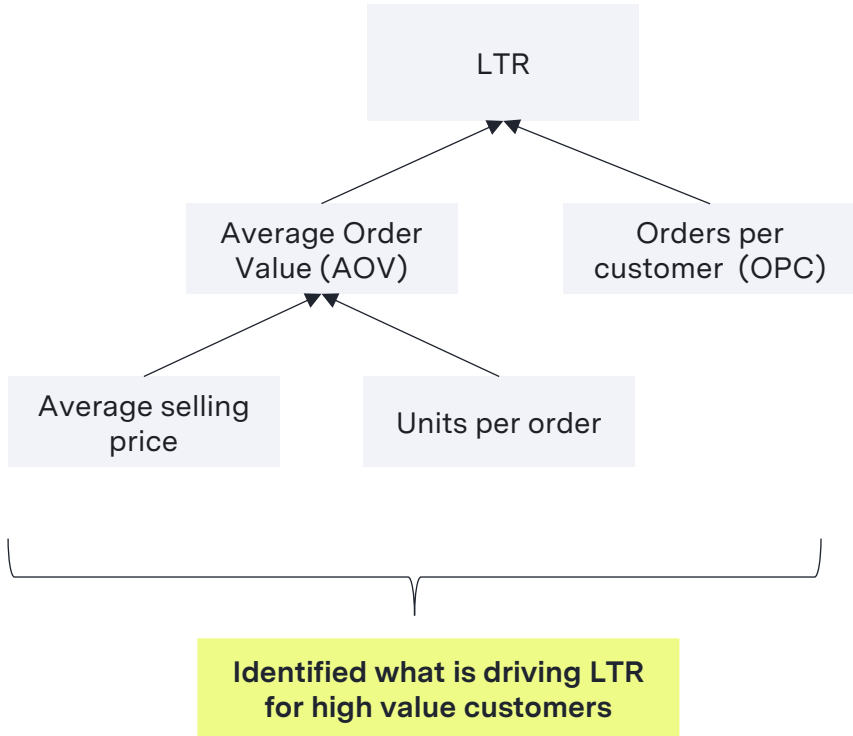 LTR
Average Order
Value (AOV)
Orders per
customer (OPC)
Average selling
price
Units per order
Identified what is driving LTR
for high value customers